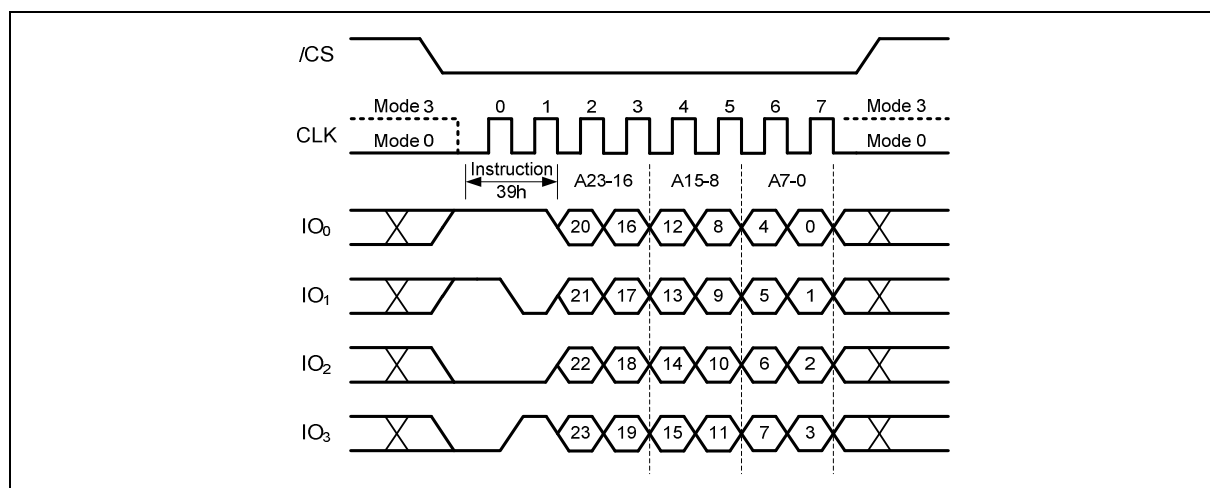 /CS
0 1 2 3 4 5 6 7
Mode 3 Mode 3
CLK
Mode 0 Mode 0
Instruction
39h
A23-16 A15-8 A7-0
IO0 20 16 12 8 4 0
IO1 21 17 13 9 5 1
IO2 22 18 14 10 6 2
IO3 23 19 15 11 7 3